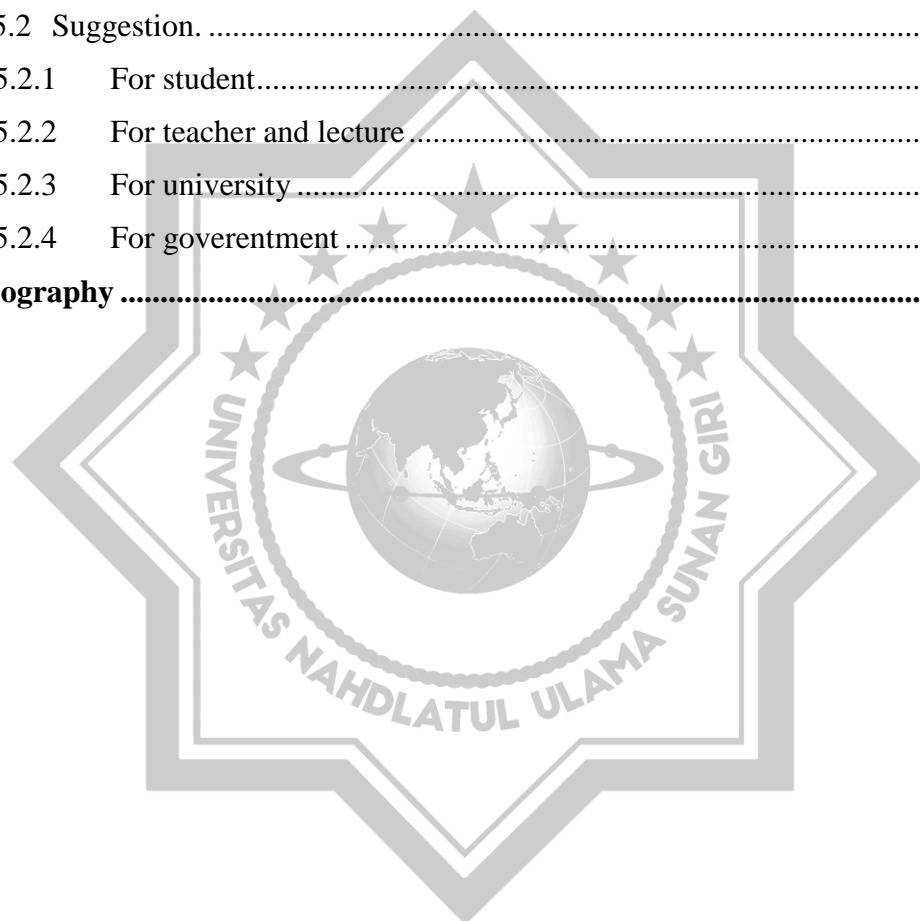 5.2 Suggestion. ........................................................................................
5.2.1 For student...................................................................................
5.2.2 For teacher and lecture................................................................
5.2.3 For university ..............................................................................
5.2.4 For goverentment ........................................................................
ography ....................................................................................................
UNIVERSITAS NAHDLATUL ULAMA SUNAN GIRI